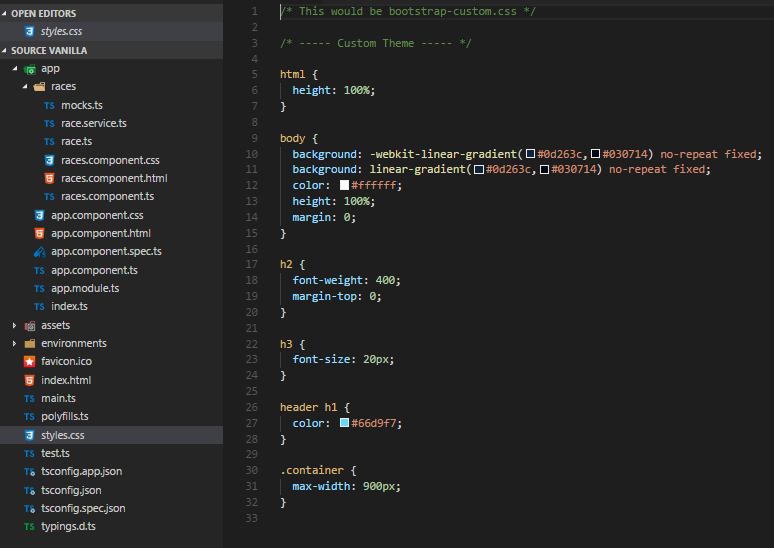 OPEN EDITORS
styles.css
SOURCE VANILLA
app
races
mocks.ts
race.service.ts
race.ts
races.component.css
races.component.html
races.component.ts
app.component.css
app.component.html
app.component.spec.ts
app.component.ts
app.module.ts
index.ts
assets
environments
favicon.ico
index.html
main.ts
polyfills.ts
styles.css
test.ts
tsconfig.app.json
tsconfig.json
tsconfig.spec.json
typings.d.ts
1 /* This would be bootstrap-custom.css */
2
3 /* ----- Custom Theme ----- */
4
5 html {
6 height: 100%;
7 }
8
9 body {
10 background: -webkit-linear-gradient(#0d263c,#030714) no-repeat fixed;
11 background: linear-gradient(#0d263c,#030714) no-repeat fixed;
12 color: #ffffff;
13 height: 100%;
14 margin: 0;
15 }
16
17 h2 {
18 font-weight: 400;
19 margin-top: 0;
20 }
21
22 h3 {
23 font-size: 20px;
24 }
25
26 header h1 {
27 color: #66d9f7;
28 }
29
30 .container {
31 max-width: 900px;
32 }
33